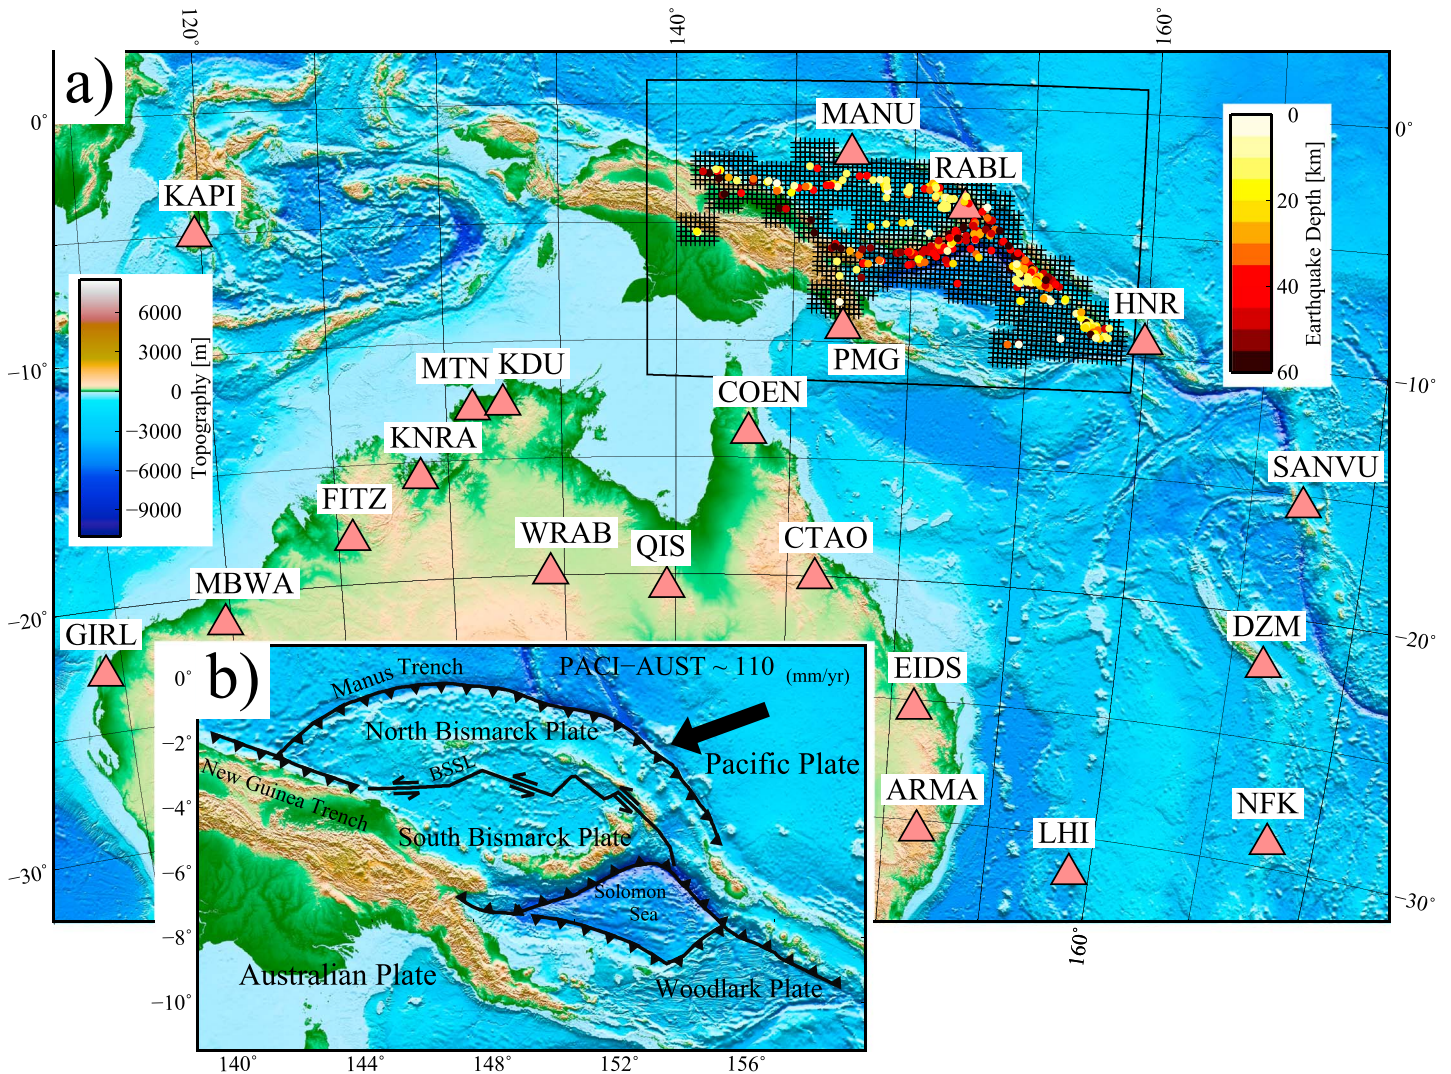 120°
140°
160°
a)
0°
0°
MANU
RABL
KAPI
0
20
40
60
Earthquake Depth [km]
6000
3000
0
−3000
−6000
−9000
Topography [m]
HNR
PMG
MTN
KDU
COEN
KNRA
−10°
−10°
SANVU
FITZ
WRAB
QIS
CTAO
MBWA
GIRL
−20°
−20°
DZM
EIDS
ARMA
LHI
NFK
−30°
−30°
160°
b)
0°
−2°
−4°
−6°
−8°
−10°
Manus Trench
PACI−AUST ~ 110 (mm/yr)
North Bismarck Plate
Pacific Plate
BSSL
New Guinea Trench
South Bismarck Plate
Solomon
Sea
Australian Plate
Woodlark Plate
140°
144°
148°
152°
156°